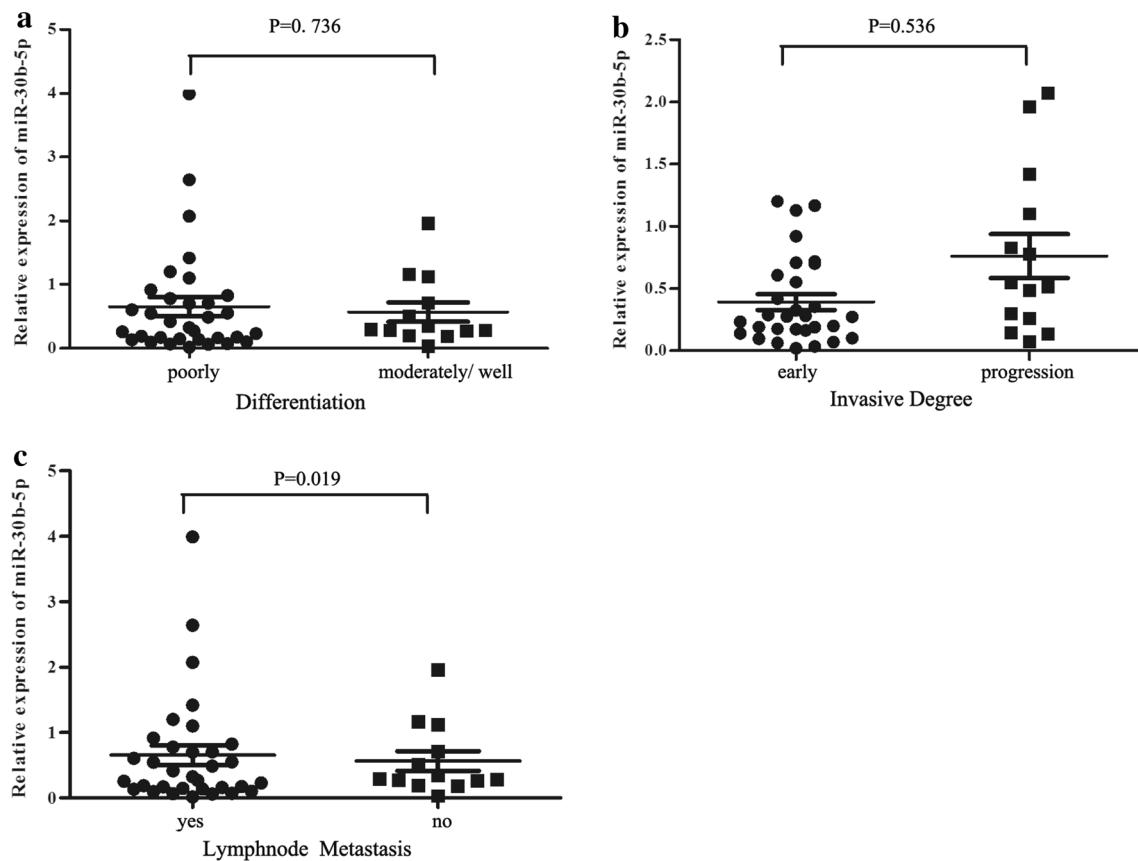 a
P=0. 736
Relative expression of miR-30b-5p
5
4
3
2
1
0
poorly
moderately/ well
Differentiation
b
P=0.536
Relative expression of miR-30b-5p
2.5
2.0
1.5
1.0
0.5
0.0
early
progression
Invasive Degree
c
P=0.019
Relative expression of miR-30b-5p
5
4
3
2
1
0
yes
no
Lymphnode Metastasis